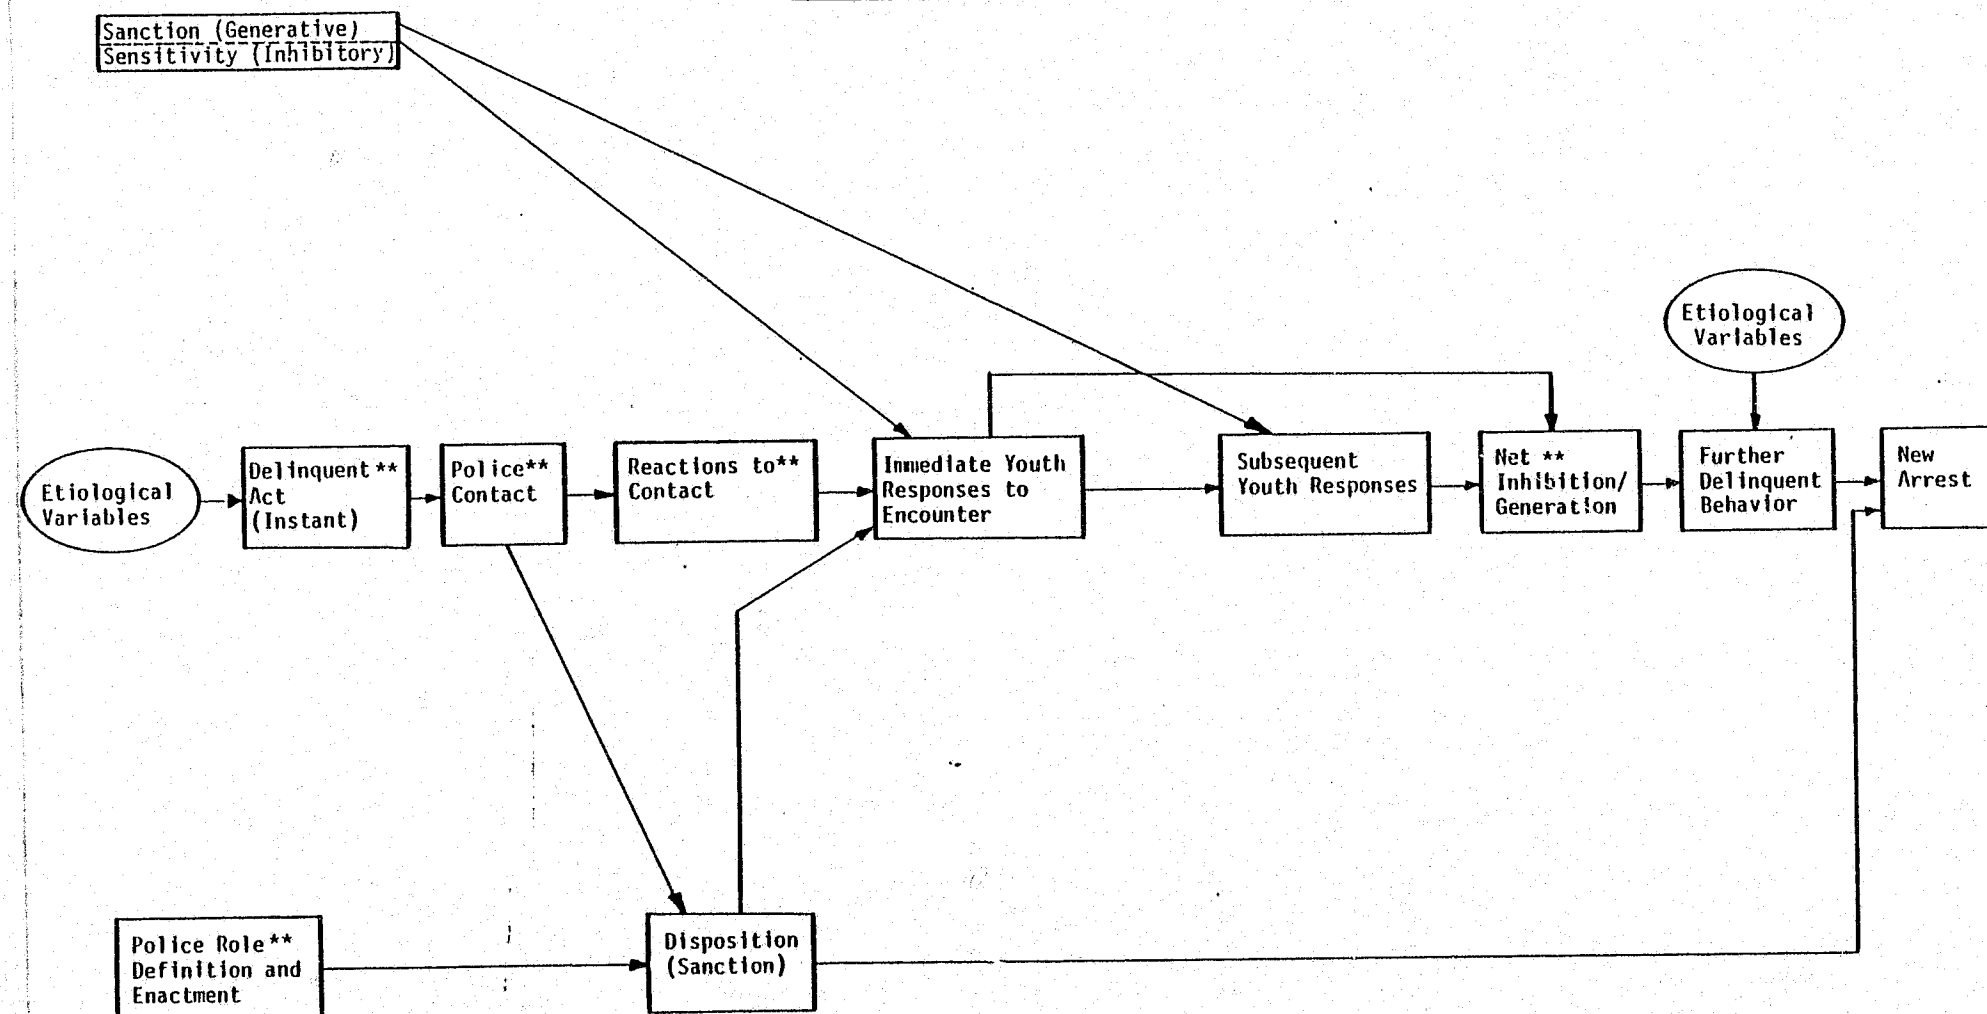 Sanction (Generative)
Sensitivity (Inhibitory)
Etiological
Variables
Etiological
Variables
Delinquent **
Act
(Instant)
Police**
Contact
Reactions to**
Contact
Immediate Youth
Responses to
Encounter
Subsequent
Youth Responses
Net **
Inhibition/
Generation
Further
Delinquent
Behavior
New
Arrest
Police Role**
Definition and
Enactment
Disposition
(Sanction)